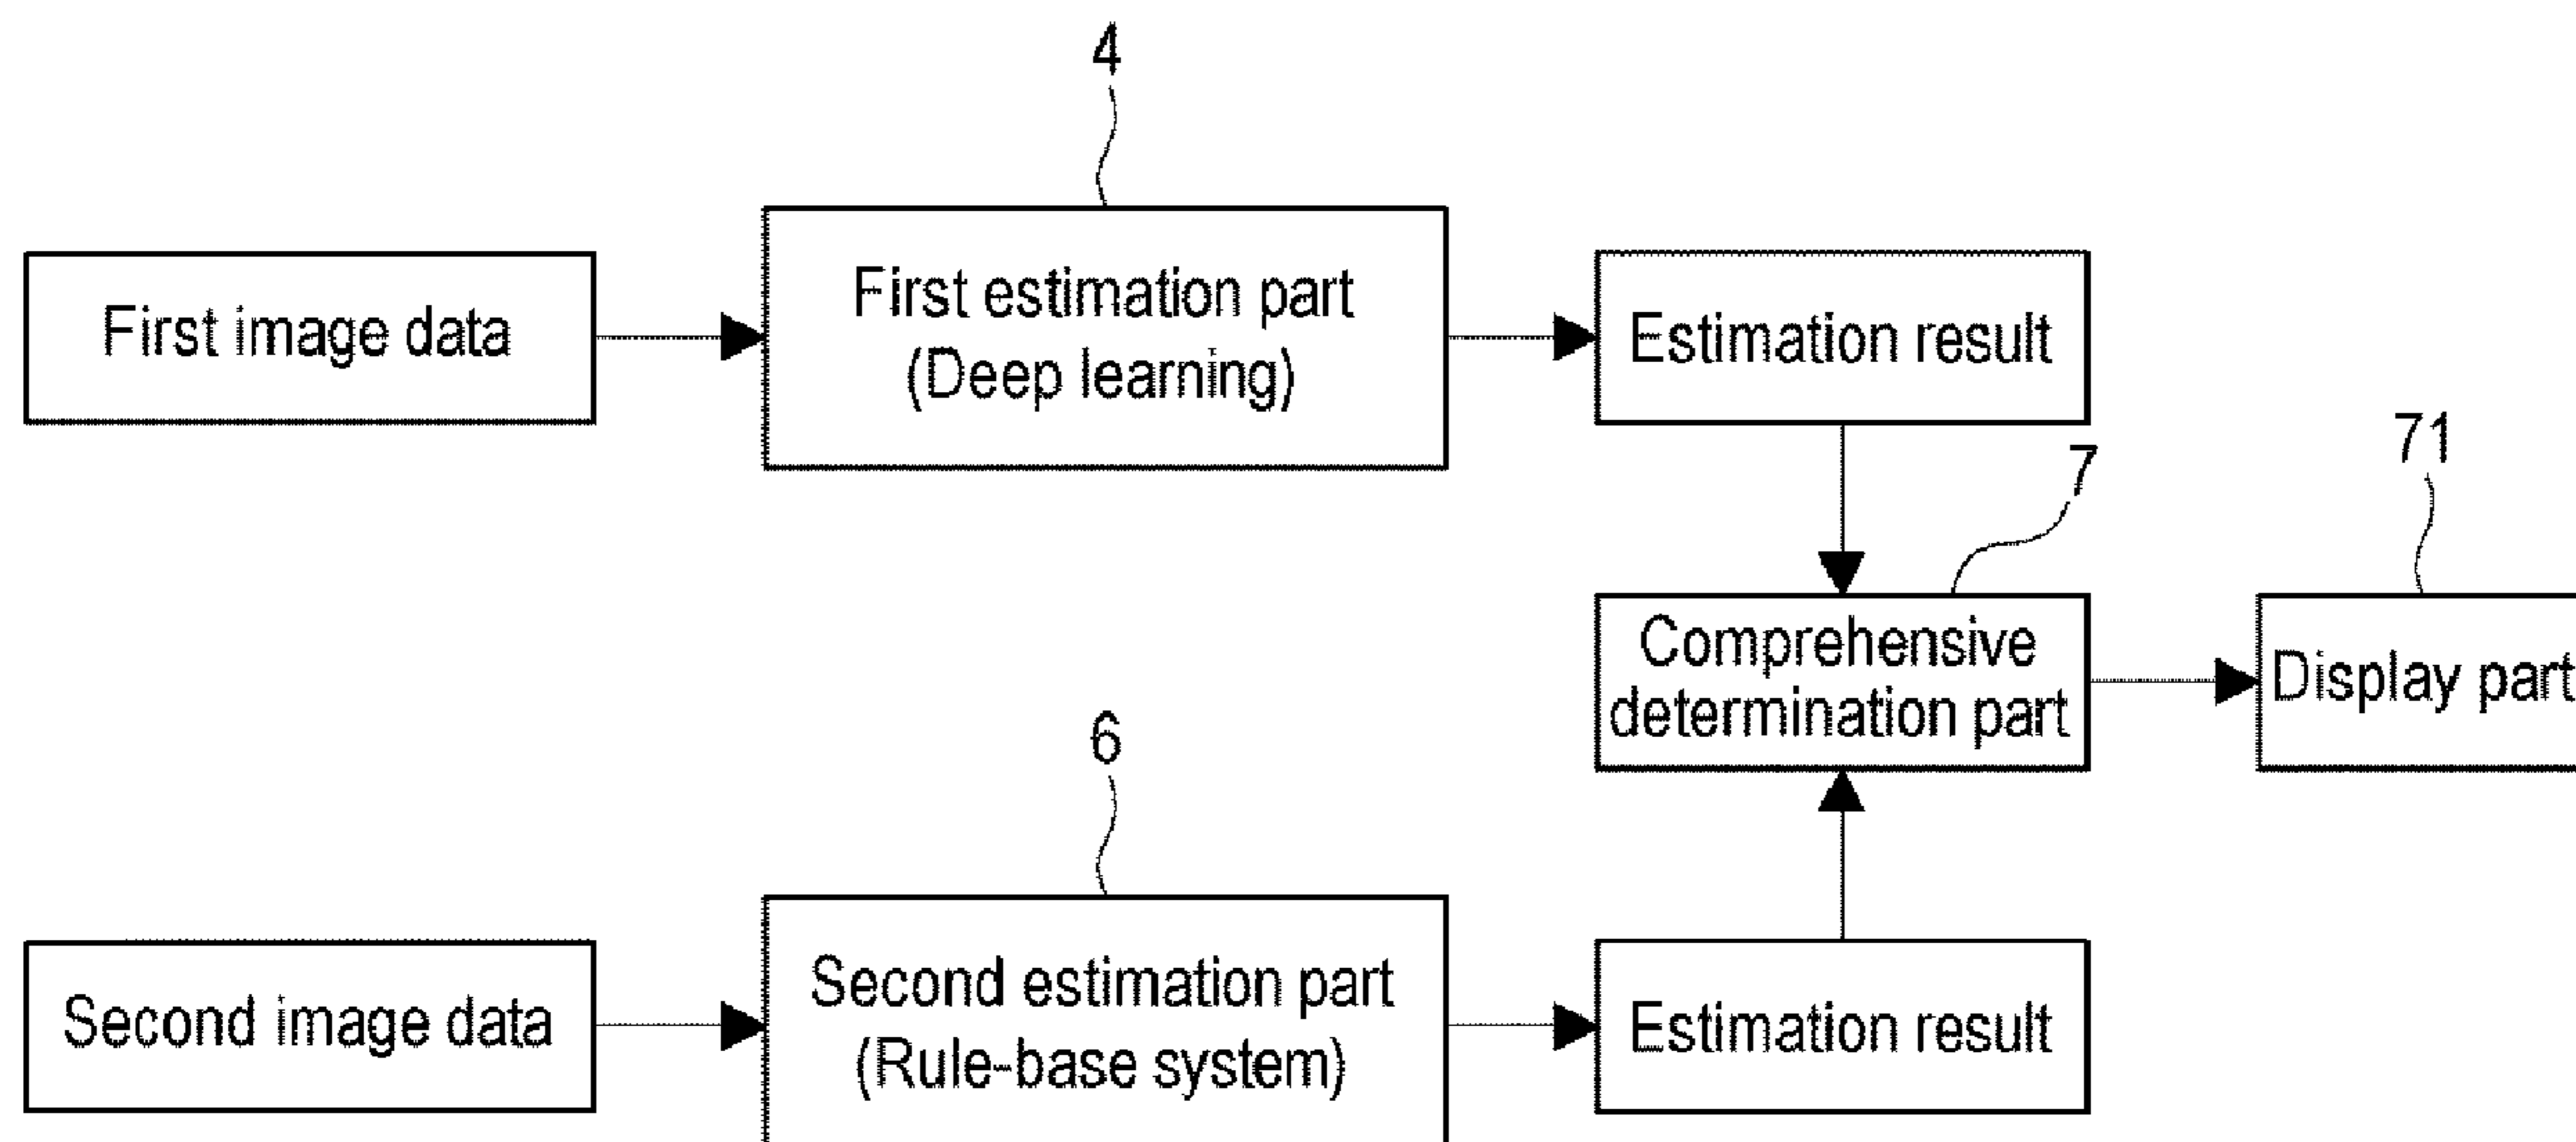 4
First image data
First estimation part
(Deep learning)
Estimation result
7
71
Comprehensive
determination part
Display part
6
Second image data
Second estimation part
(Rule-base system)
Estimation result